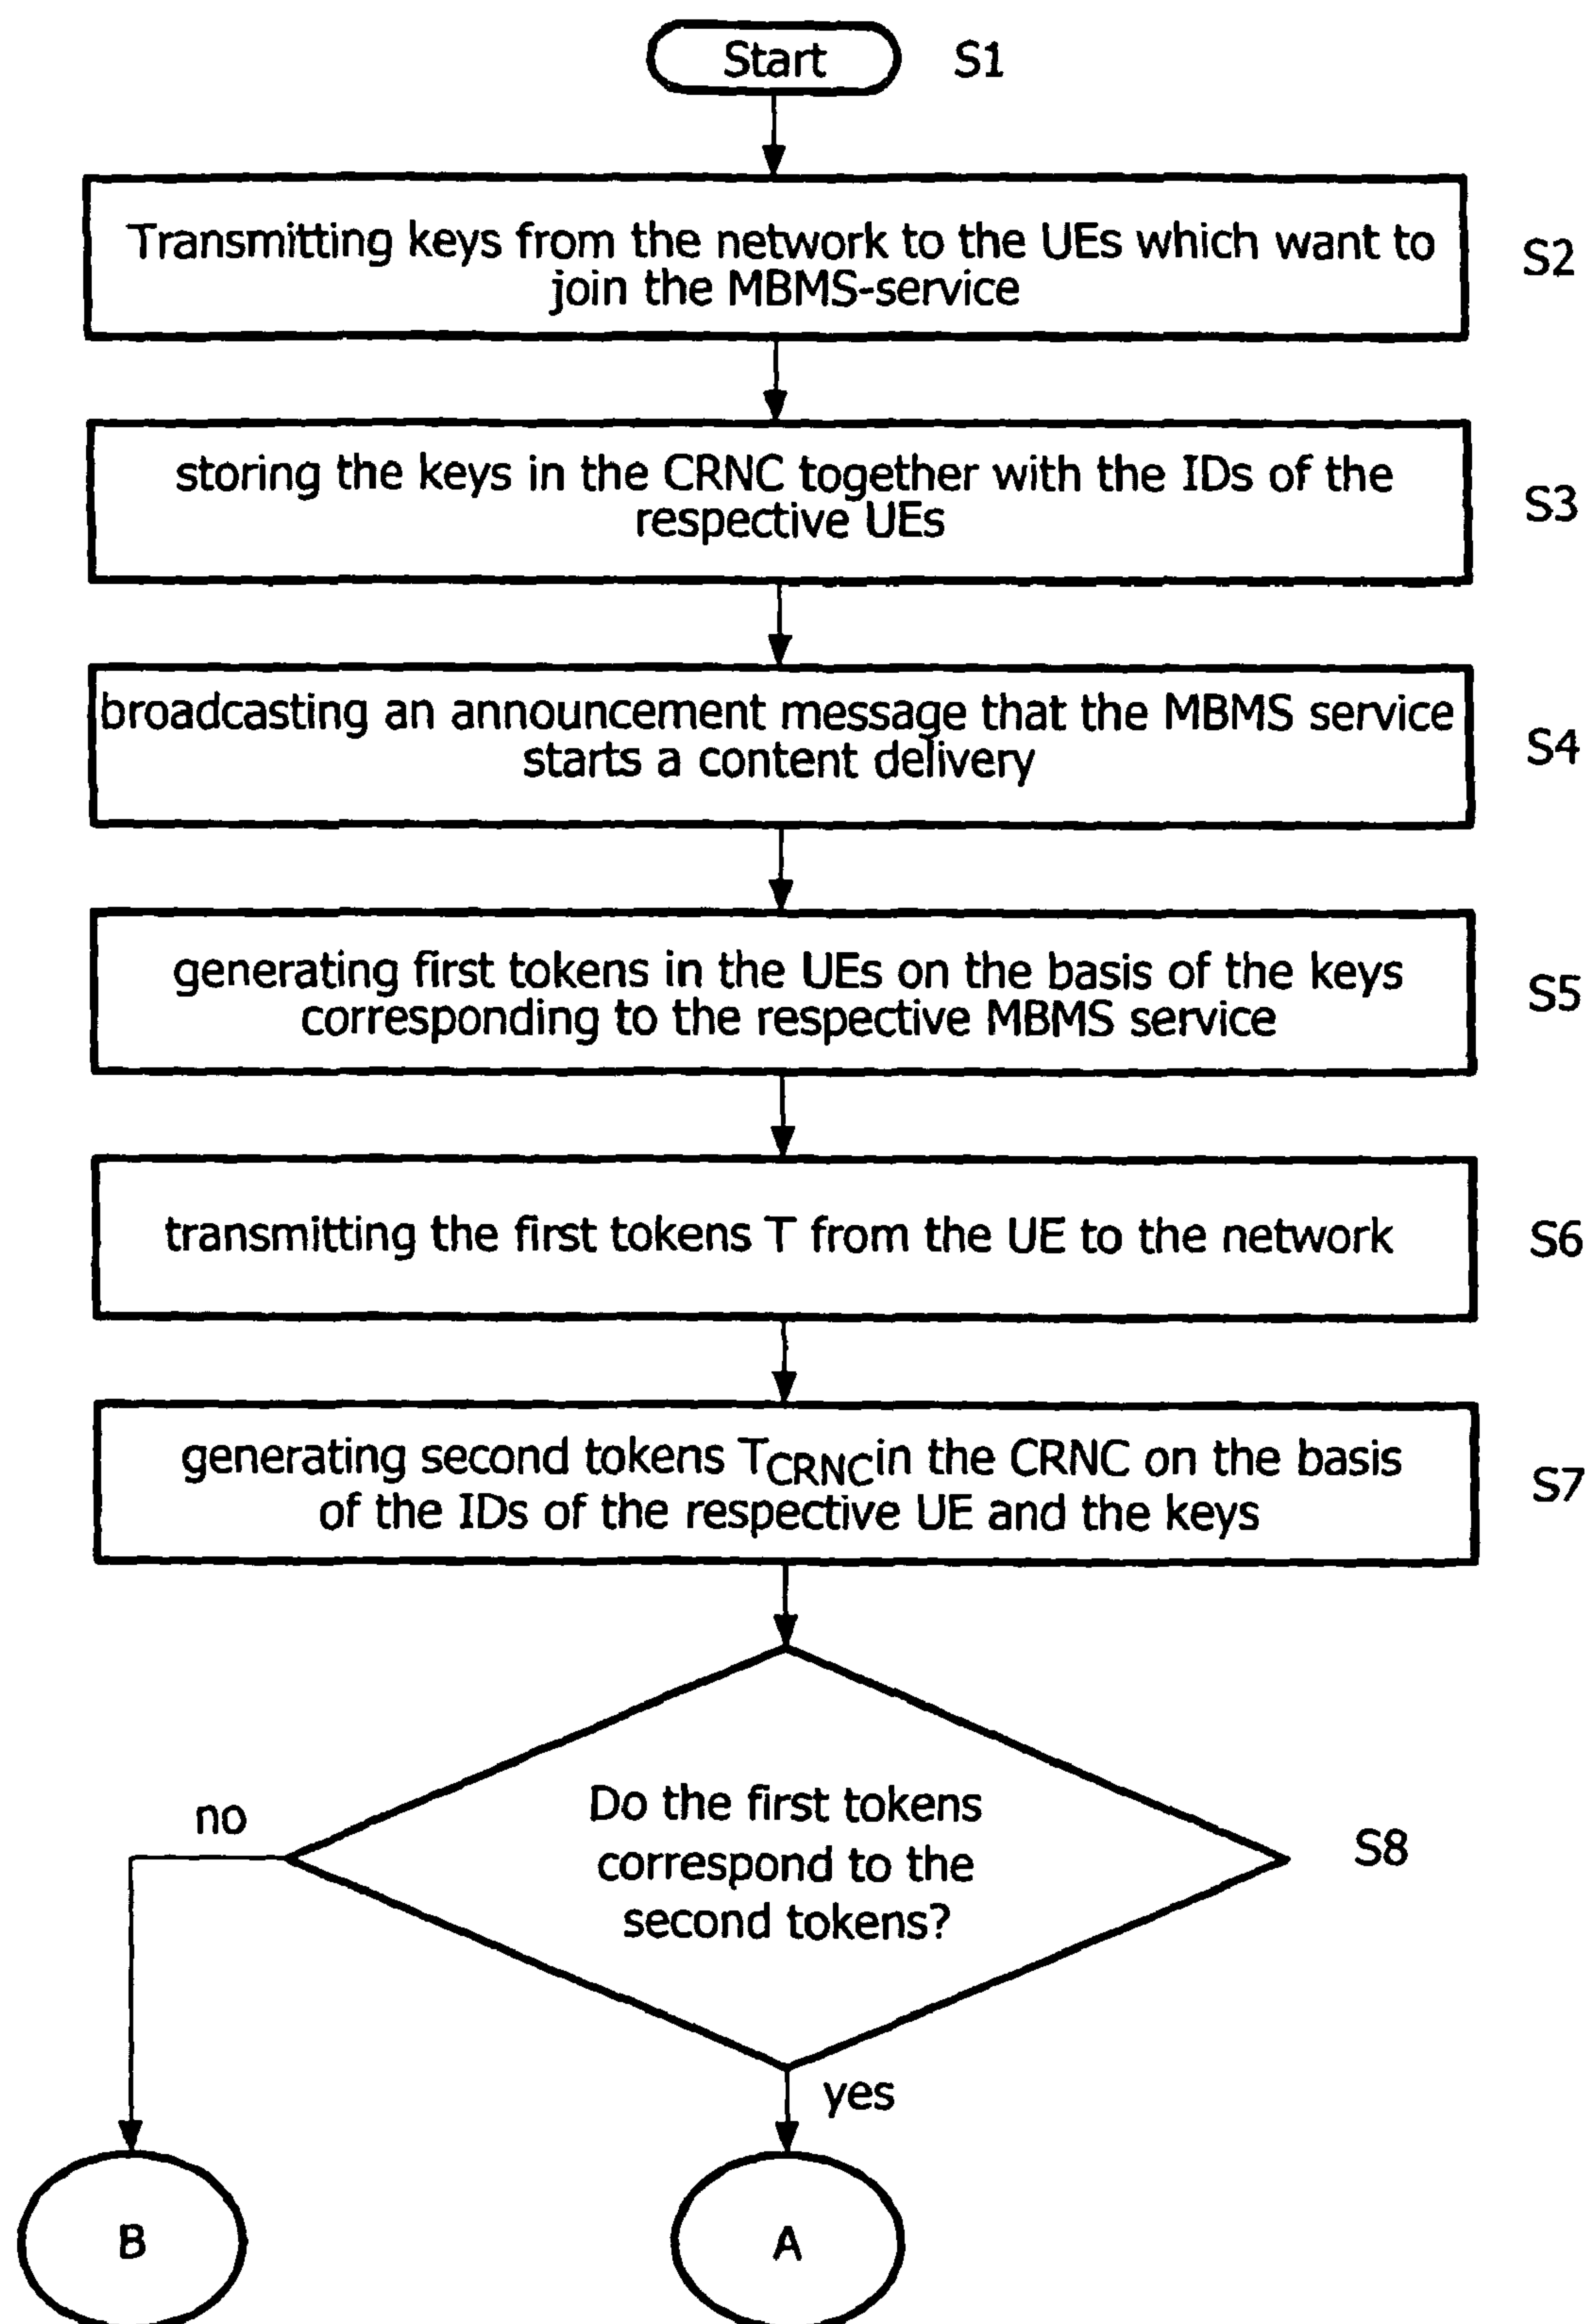 Start
S1
Transmitting keys from the network to the UEs which want to
join the MBMS-service
S2
storing the keys in the CRNC together with the IDs of the
respective UEs
S3
broadcasting an announcement message that the MBMS service
starts a content delivery
S4
generating first tokens in the UEs on the basis of the keys
corresponding to the respective MBMS service
S5
transmitting the first tokens T from the UE to the network
S6
generating second tokens TCRNC in the CRNC on the basis
of the IDs of the respective UE and the keys
S7
Do the first tokens
correspond to the
second tokens?
S8
no
yes
B
A